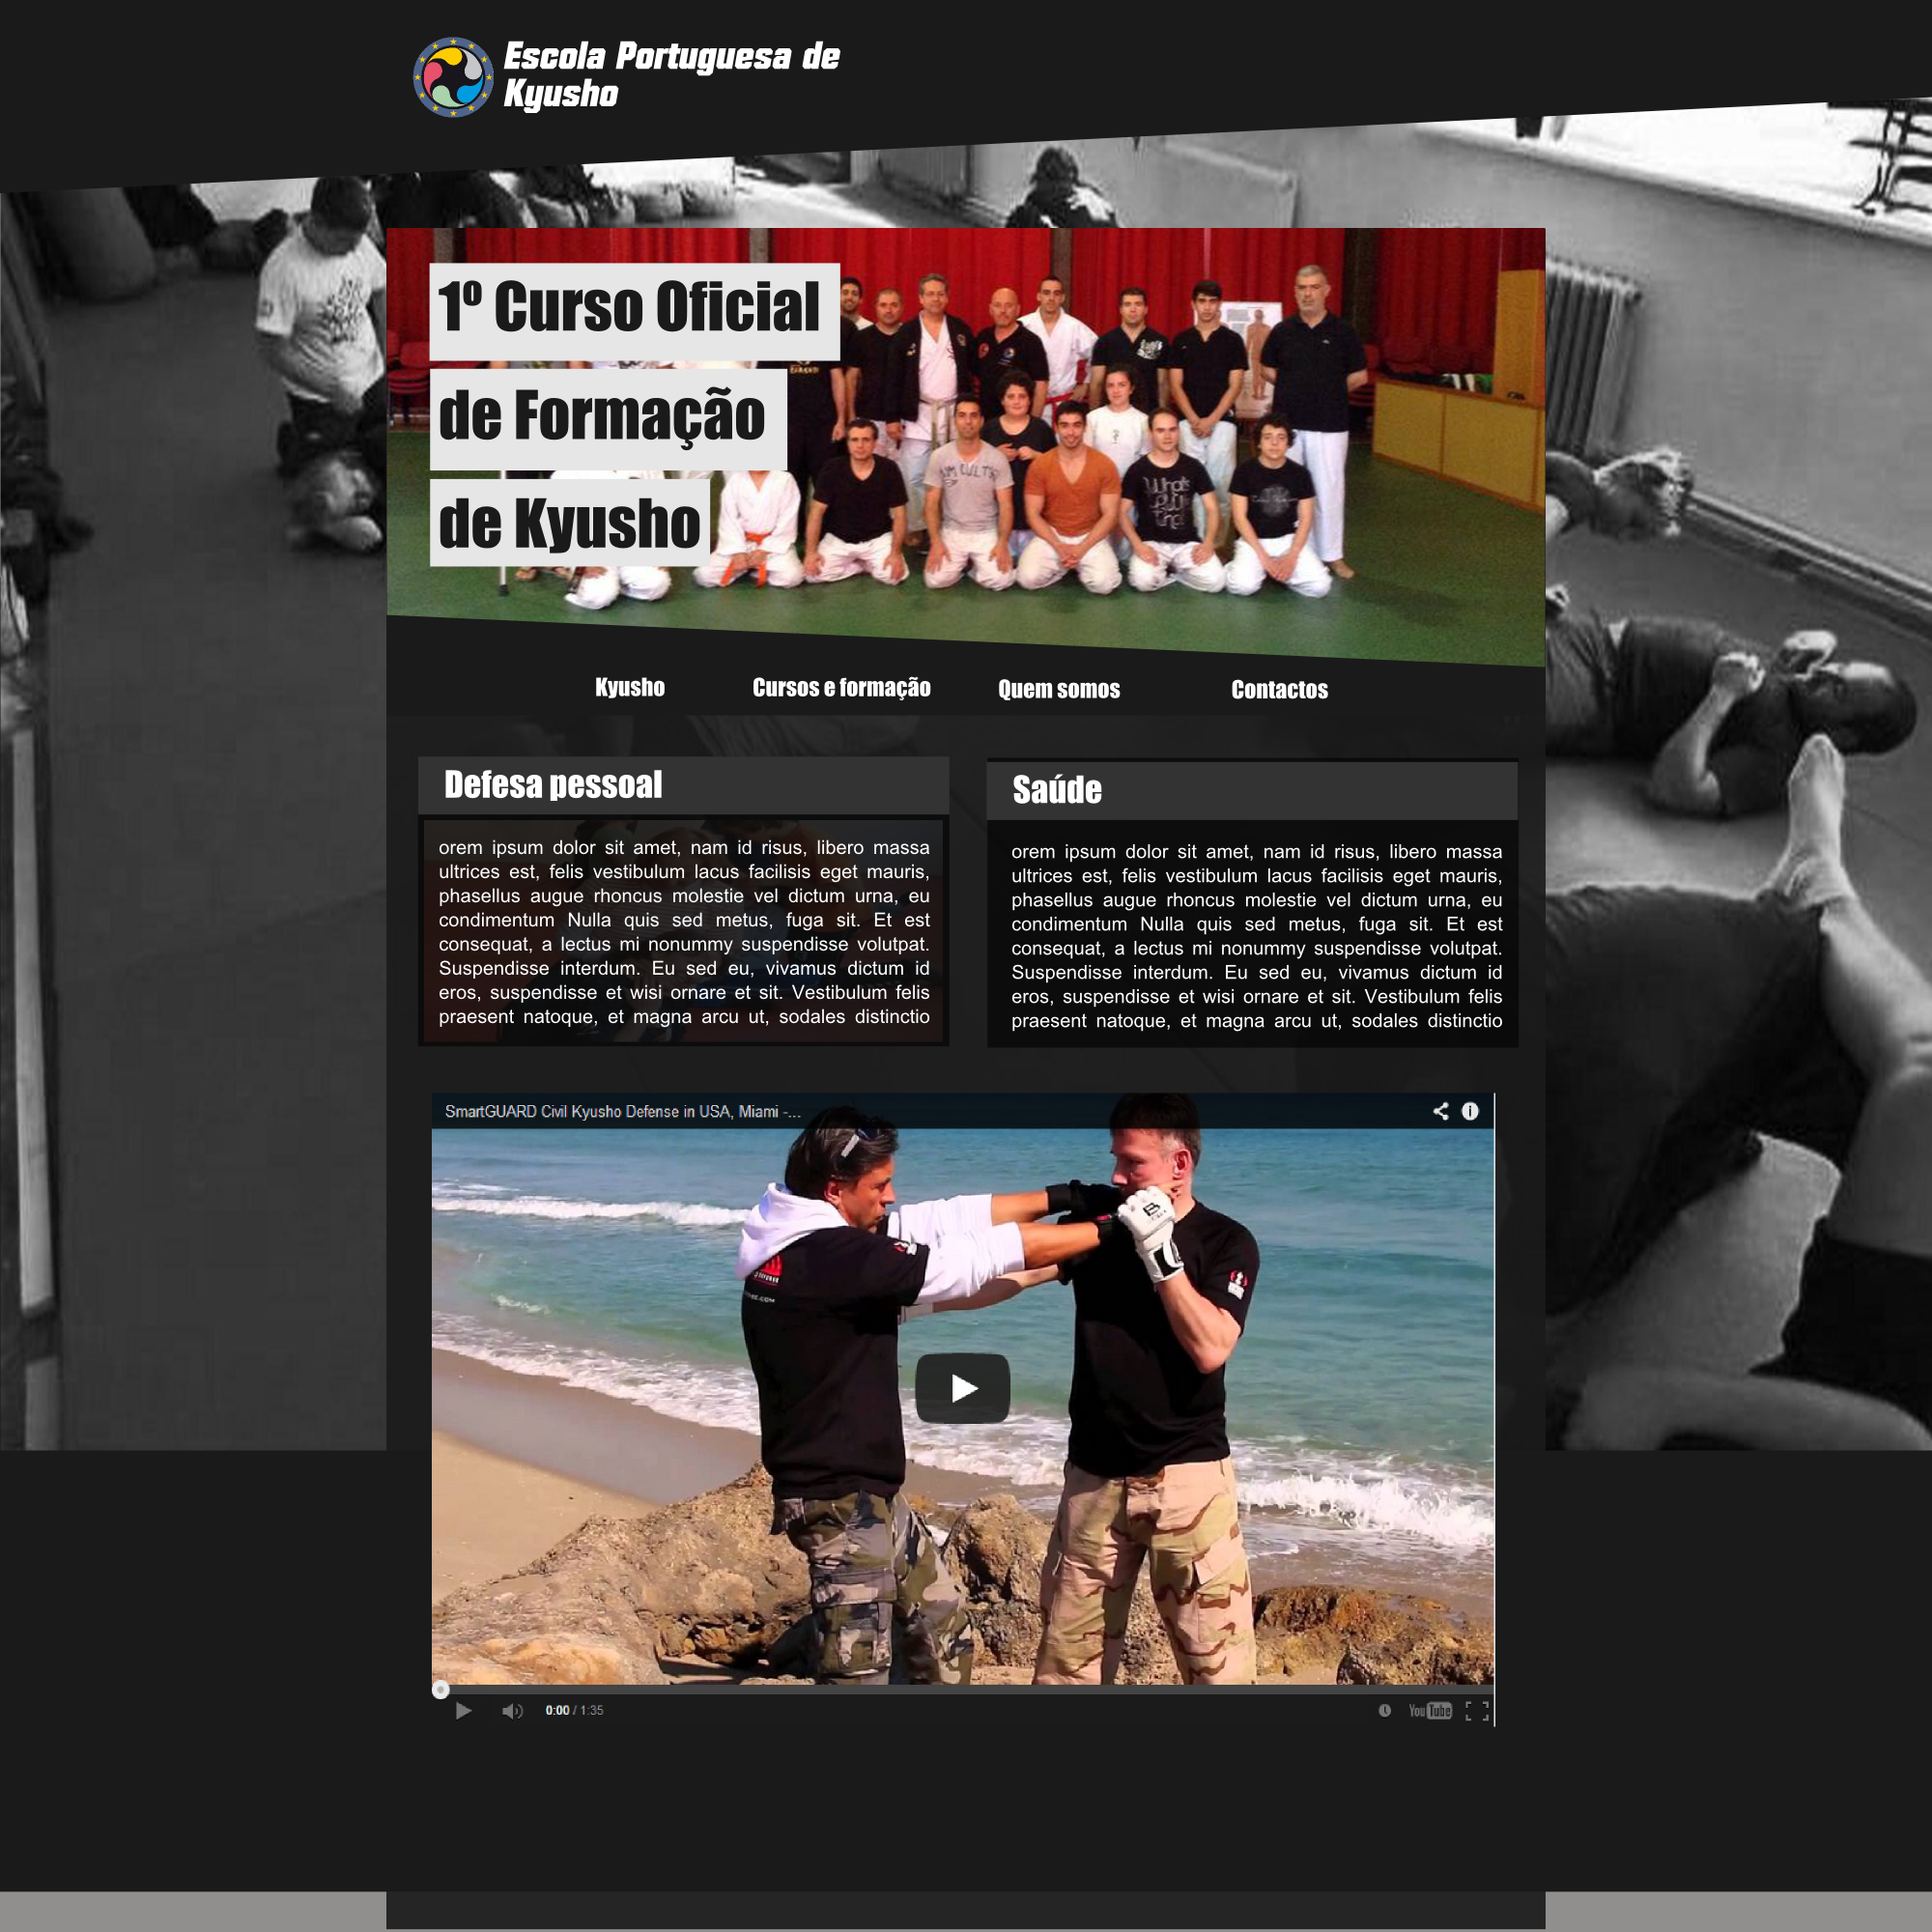 Escola Portuguesa de
Kyusho
1º Curso Oficial
de Formação
de Kyusho
Kyusho
Cursos e formação
Quem somos
Contactos
Defesa pessoal
orem ipsum dolor sit amet, nam id risus, libero massa
ultrices est, felis vestibulum lacus facilisis eget mauris,
phasellus augue rhoncus molestie vel dictum urna, eu
condimentum Nulla quis sed metus, fuga sit. Et est
consequat, a lectus mi nonummy suspendisse volutpat.
Suspendisse interdum. Eu sed eu, vivamus dictum id
eros, suspendisse et wisi ornare et sit. Vestibulum felis
praesent natoque, et magna arcu ut, sodales distinctio
Saúde
orem ipsum dolor sit amet, nam id risus, libero massa
ultrices est, felis vestibulum lacus facilisis eget mauris,
phasellus augue rhoncus molestie vel dictum urna, eu
condimentum Nulla quis sed metus, fuga sit. Et est
consequat, a lectus mi nonummy suspendisse volutpat.
Suspendisse interdum. Eu sed eu, vivamus dictum id
eros, suspendisse et wisi ornare et sit. Vestibulum felis
praesent natoque, et magna arcu ut, sodales distinctio
SmartGUARD Civil Kyusho Defense in USA, Miami -...
0:00 / 1:35
YouTube